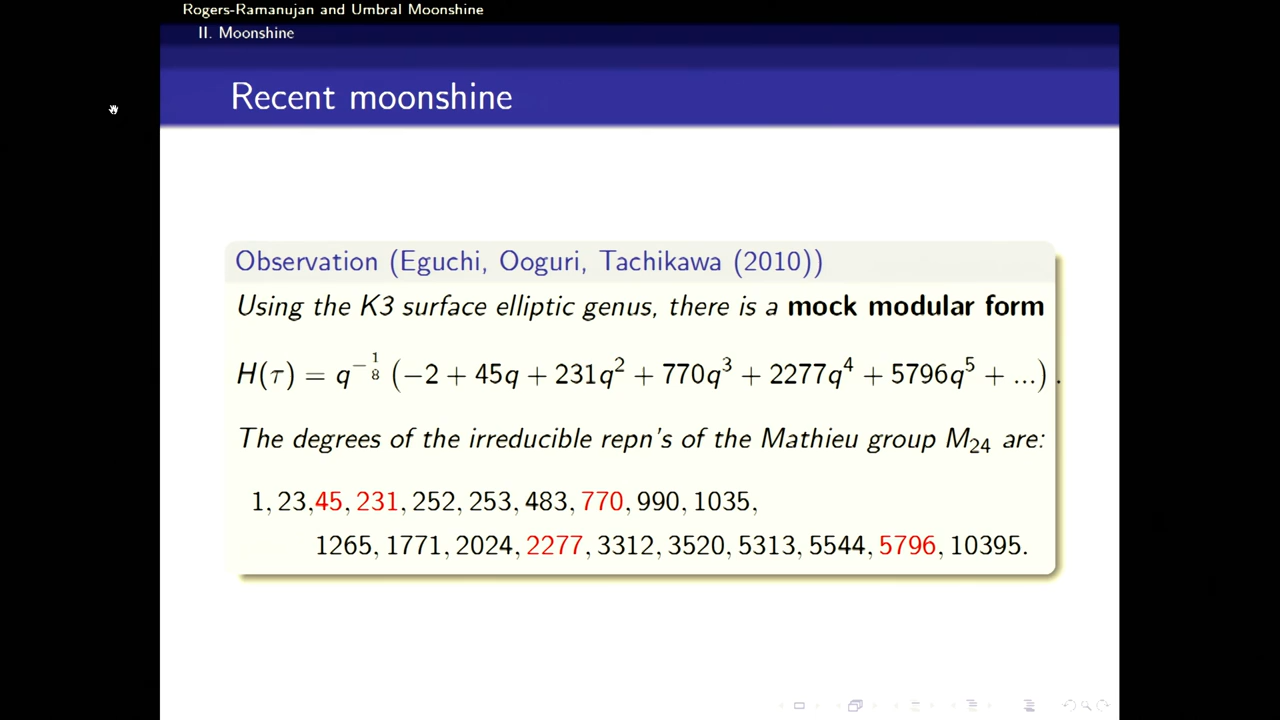 Rogers-Ramanujan and Umbral Moonshine
II. Moonshine
Recent moonshine
Observation (Eguchi, Ooguri, Tachikawa (2010))
Using the K3 surface elliptic genus, there is a mock modular form
H(τ) = q^{-1/8} (−2 + 45q + 231q² + 770q³ + 2277q⁴ + 5796q⁵ + ...) .
The degrees of the irreducible repn's of the Mathieu group M₂₄ are:
1, 23,45, 231, 252, 253, 483, 770, 990, 1035,
1265, 1771, 2024, 2277, 3312, 3520, 5313, 5544, 5796, 10395.